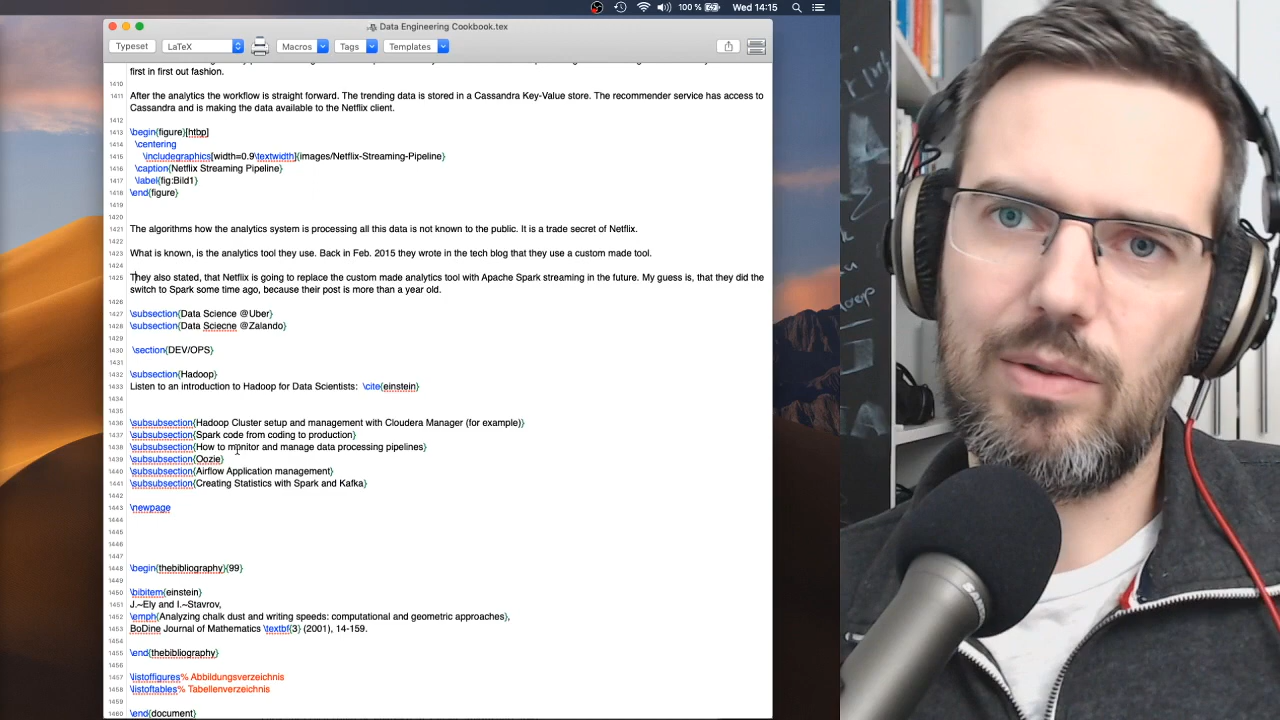 100 %
Wed 14:15
Data Engineering Cookbook.tex
Typeset
LaTeX
Macros
Tags
Templates
first in first out fashion.
1410
1411 After the analytics the workflow is straight forward. The trending data is stored in a Cassandra Key-Value store. The recommender service has access to
Cassandra and is making the data available to the Netflix client.
1412
1413 \begin{figure}[htbp]
1414 \centering
1415 \includegraphics[width=0.9\textwidth]{images/Netflix-Streaming-Pipeline}
1416 \caption{Netflix Streaming Pipeline}
1417 \label{fig:Bild1}
1418 \end{figure}
1419
1420
1421 The algorithms how the analytics system is processing all this data is not known to the public. It is a trade secret of Netflix.
1422
1423 What is known, is the analytics tool they use. Back in Feb. 2015 they wrote in the tech blog that they use a custom made tool.
1424
1425 They also stated, that Netflix is going to replace the custom made analytics tool with Apache Spark streaming in the future. My guess is, that they did the
switch to Spark some time ago, because their post is more than a year old.
1426
1427 \subsection{Data Science @Uber}
1428 \subsection{Data Sciecne @Zalando}
1429
1430 \section{DEV/OPS}
1431
1432 \subsection{Hadoop}
1433 Listen to an introduction to Hadoop for Data Scientists: \cite{einstein}
1434
1435
1436 \subsubsection{Hadoop Cluster setup and management with Cloudera Manager (for example)}
1437 \subsubsection{Spark code from coding to production}
1438 \subsubsection{How to monitor and manage data processing pipelines}
1439 \subsubsection{Oozie}
1440 \subsubsection{Airflow Application management}
1441 \subsubsection{Creating Statistics with Spark and Kafka}
1442
1443 \newpage
1444
1445
1446
1447
1448 \begin{thebibliography}{99}
1449
1450 \bibitem{einstein}
1451 J.~Ely and I.~Stavrov,
1452 \emph{Analyzing chalk dust and writing speeds: computational and geometric approaches},
1453 BoDine Journal of Mathematics \textbf{3} (2001), 14-159.
1454
1455 \end{thebibliography}
1456
1457 \listoffigures% Abbildungsverzeichnis
1458 \listoftables% Tabellenverzeichnis
1459
1460 \end{document}